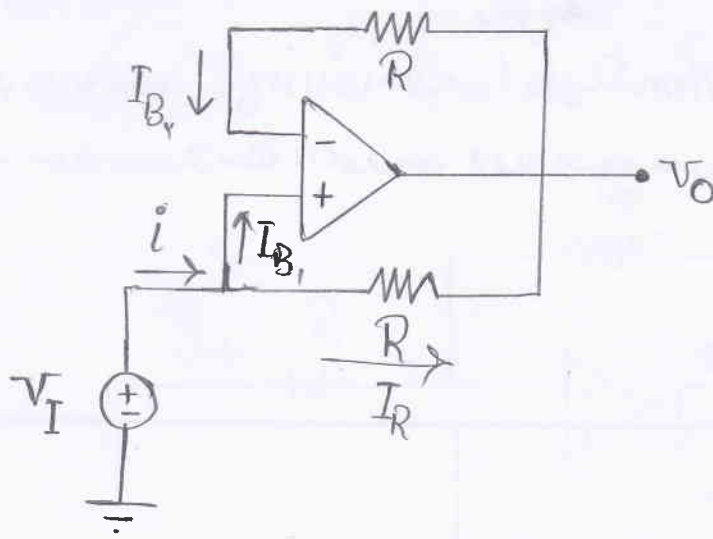 R
I_B₂
-
+
v_O
i
I_B₁
R
I_R
V_I
+
-